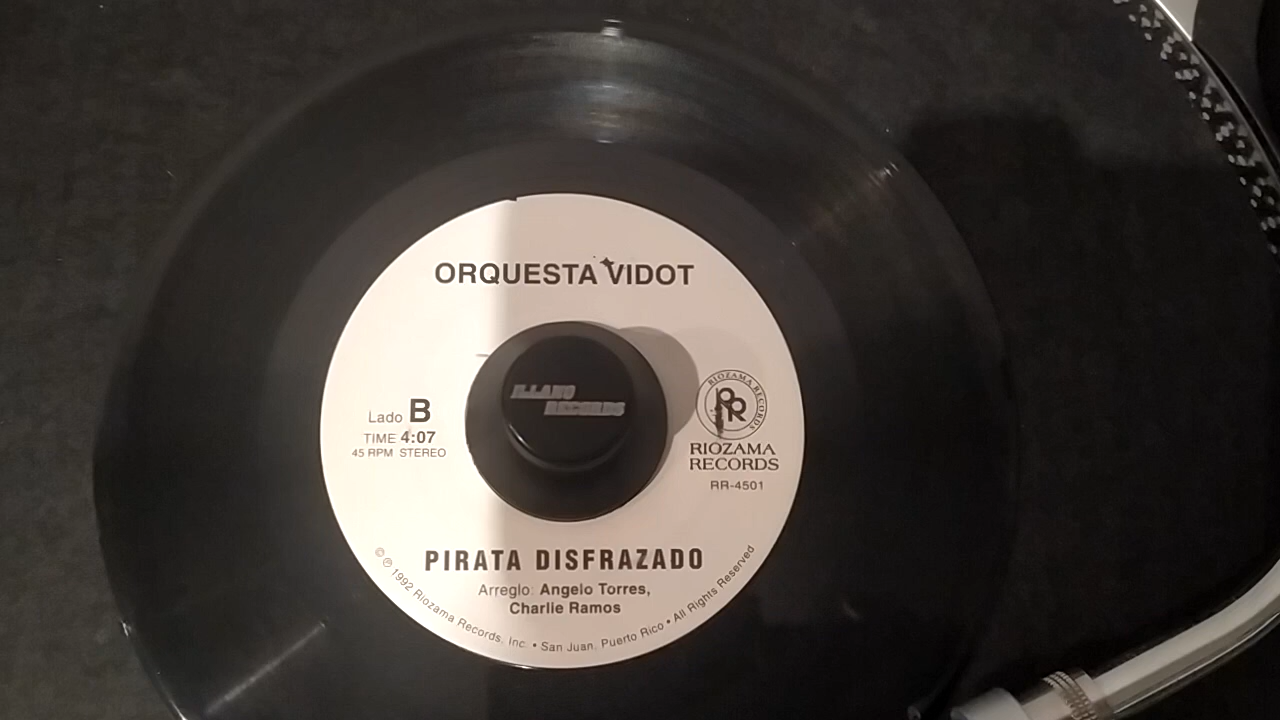 ORQUESTA VIDOT
Lado B
TIME 4:07
45 RPM STEREO
RIOZAMA RECORDS
RR
RIOZAMA
RECORDS
RR-4501
PIRATA DISFRAZADO
Arreglo: Angelo Torres,
Charlie Ramos
© ℗ 1992 Riozama Records, Inc. • San Juan, Puerto Rico • All Rights Reserved
RECORDS